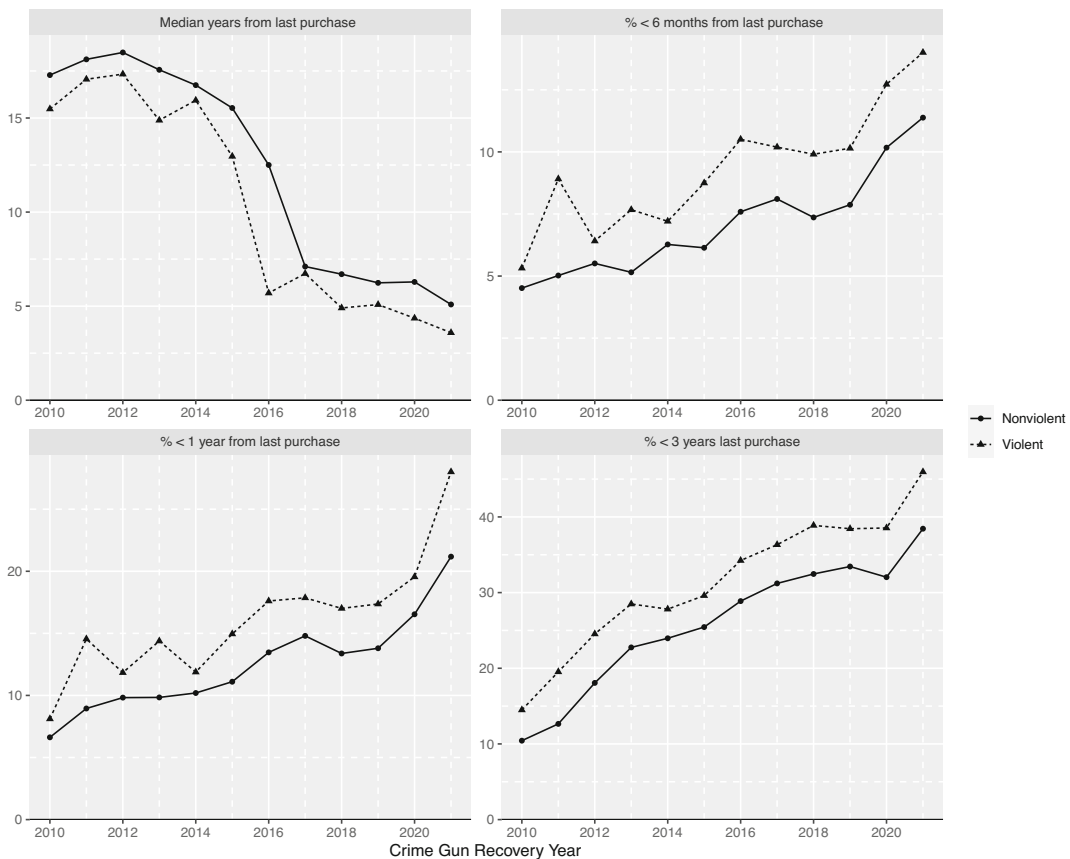 Median years from last purchase
% < 6 months from last purchase
15
10
5
0
2010 2012 2014 2016 2018 2020
10
5
0
2010 2012 2014 2016 2018 2020
Nonviolent
Violent
% < 1 year from last purchase
% < 3 years last purchase
20
10
0
2010 2012 2014 2016 2018 2020
40
30
20
10
0
2010 2012 2014 2016 2018 2020
Crime Gun Recovery Year